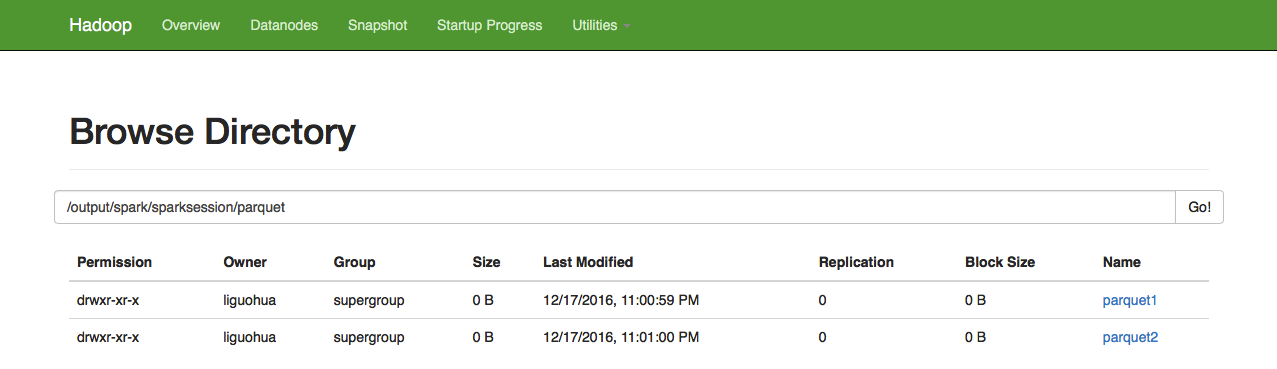 Hadoop Overview Datanodes Snapshot Startup Progress Utilities
Browse Directory
/output/spark/sparksession/parquet Go!
Permission Owner Group Size Last Modified Replication Block Size Name
drwxr-xr-x liguohua supergroup 0 B 12/17/2016, 11:00:59 PM 0 0 B parquet1
drwxr-xr-x liguohua supergroup 0 B 12/17/2016, 11:01:00 PM 0 0 B parquet2